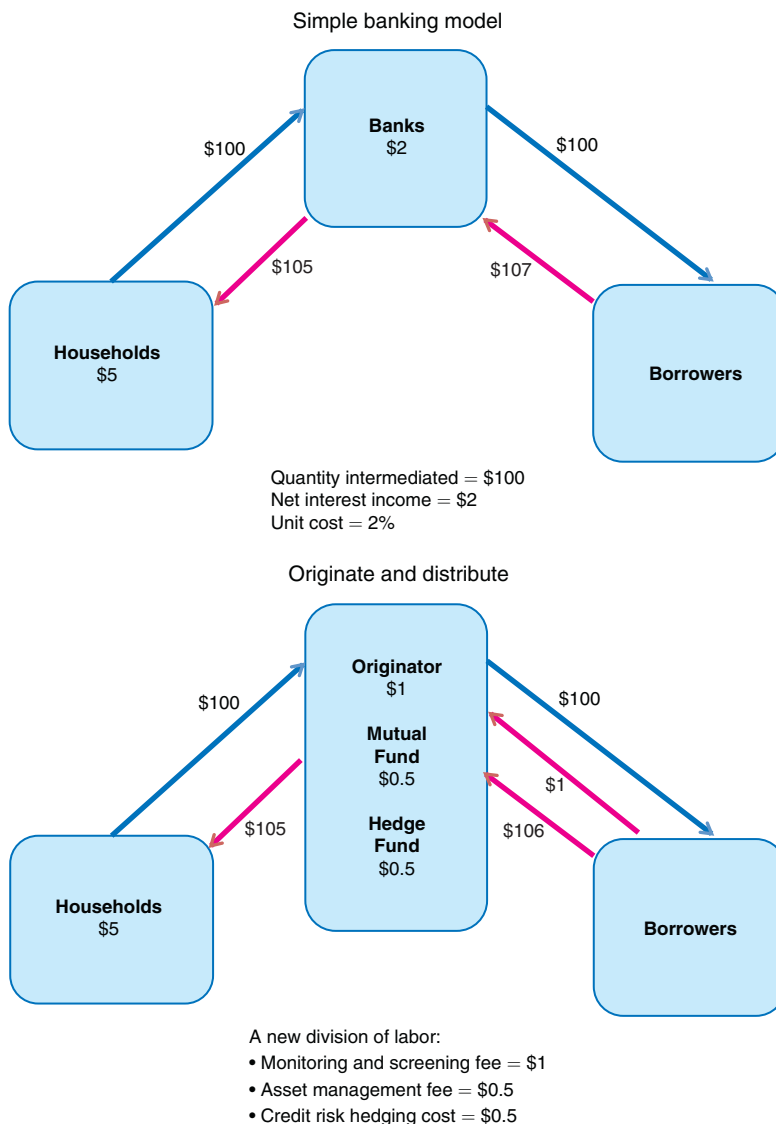 Simple banking model
Banks
$2
$100
$100
$105
$107
Households
$5
Borrowers
Quantity intermediated = $100
Net interest income = $2
Unit cost = 2%
Originate and distribute
Originator
$1
$100
$100
Mutual
Fund
$0.5
$1
$105
$106
Hedge
Fund
$0.5
Households
$5
Borrowers
A new division of labor:
• Monitoring and screening fee = $1
• Asset management fee = $0.5
• Credit risk hedging cost = $0.5